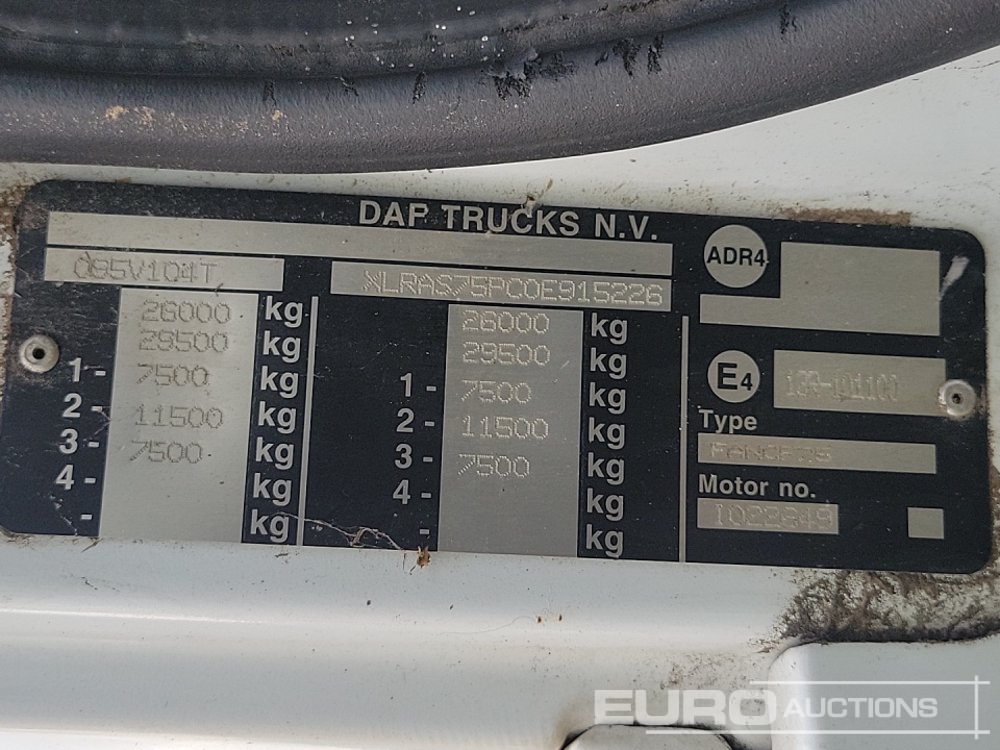 DAF TRUCKS N.V.
O85V104T XLRAS75PC0E915226
26000 kg 26000 kg
29500 kg 29500 kg
1 - 7500 kg 1 - 7500 kg
2 - 11500 kg 2 - 11500 kg
3 - 7500 kg 3 - 7500 kg
4 - kg 4 - kg
- kg - kg
ADR4
E4
Type
Motor no.
EURO AUCTIONS